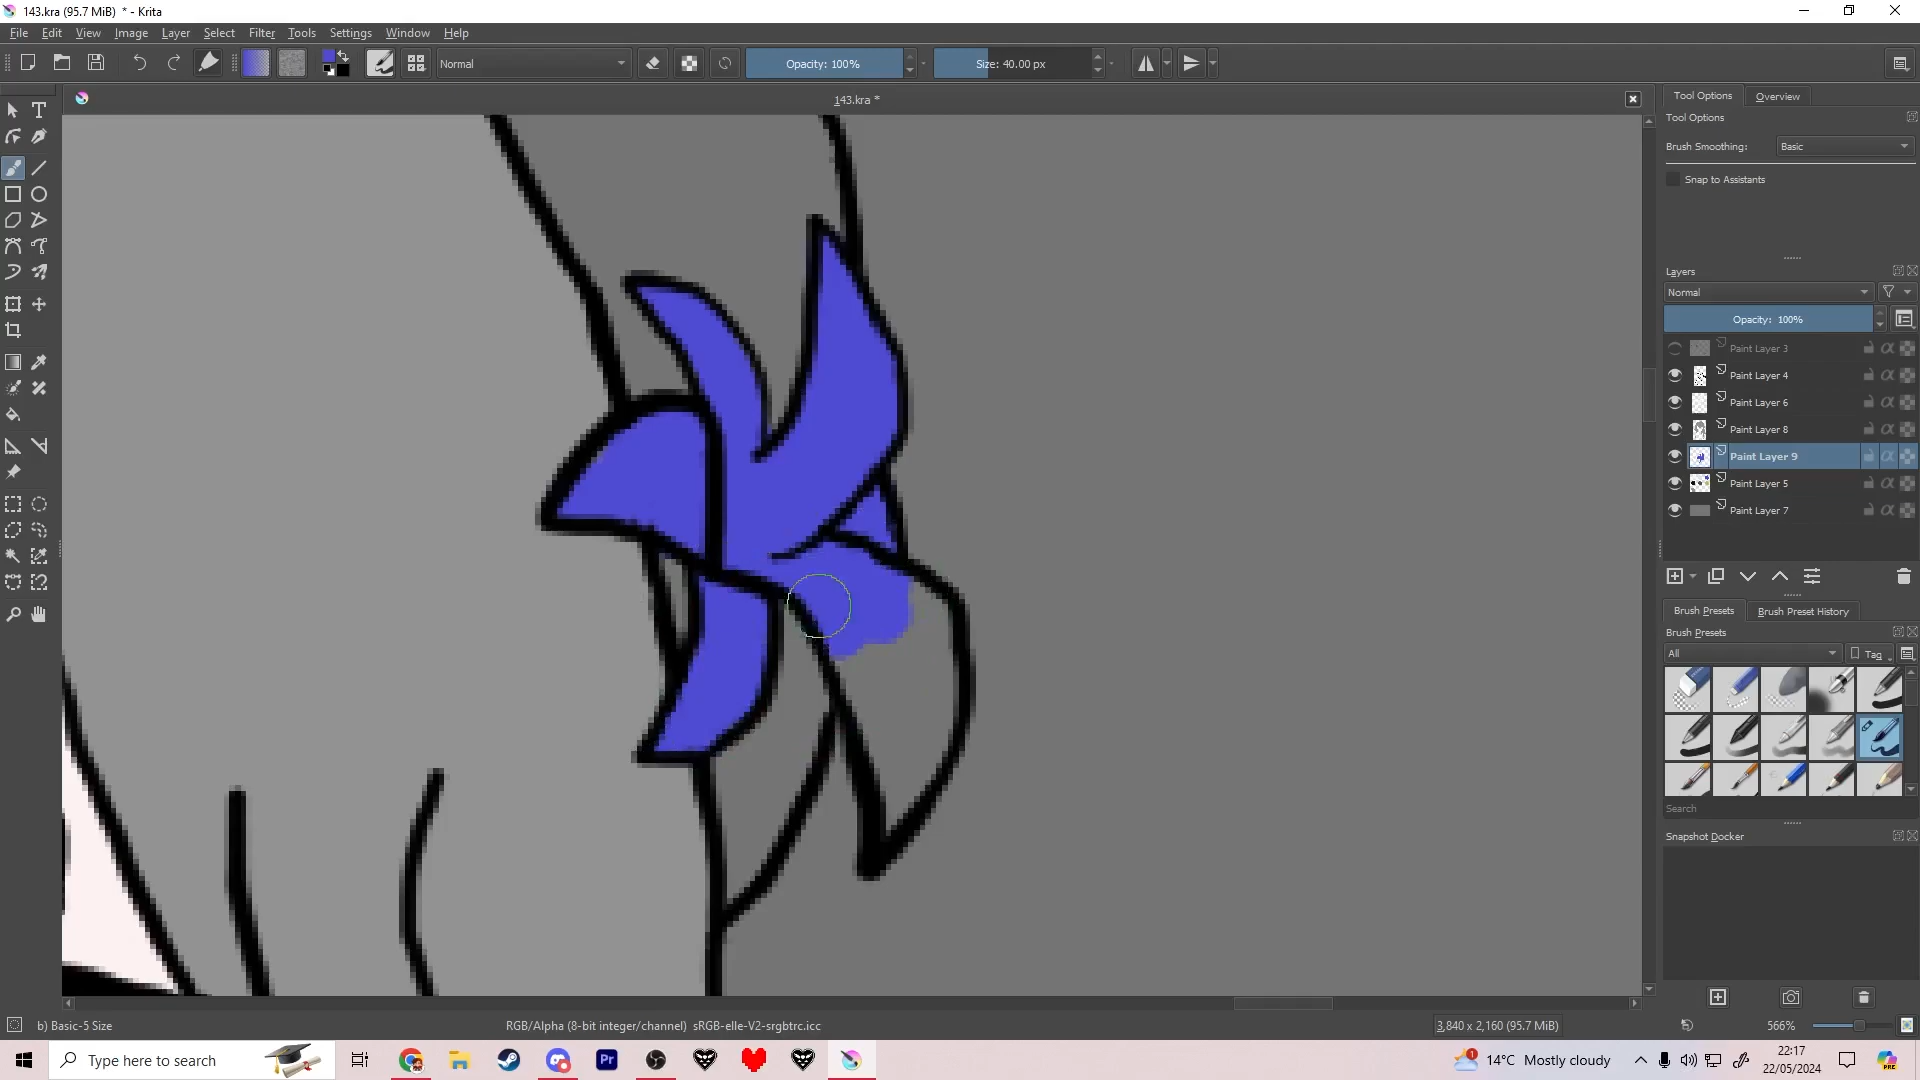 143.kra (95.7 MiB) * - Krita
File Edit View Image Layer Select Filter Tools Settings Window Help
Normal
Opacity: 100%
Size: 40.00 px
143.kra *
Tool Options
Overview
Tool Options
Brush Smoothing:
Basic
Snap to Assistants
Layers
Normal
Opacity: 100%
Paint Layer 3
Paint Layer 4
Paint Layer 6
Paint Layer 8
Paint Layer 9
Paint Layer 5
Paint Layer 7
Brush Presets
Brush Preset History
Brush Presets
All
Tag
Search
Snapshot Docker
b) Basic-5 Size
RGB/Alpha (8-bit integer/channel) sRGB-elle-V2-srgbtrc.icc
3,840 x 2,160 (95.7 MiB)
566%
Type here to search
Pr
1
14°C Mostly cloudy
22:17
22/05/2024
PRE